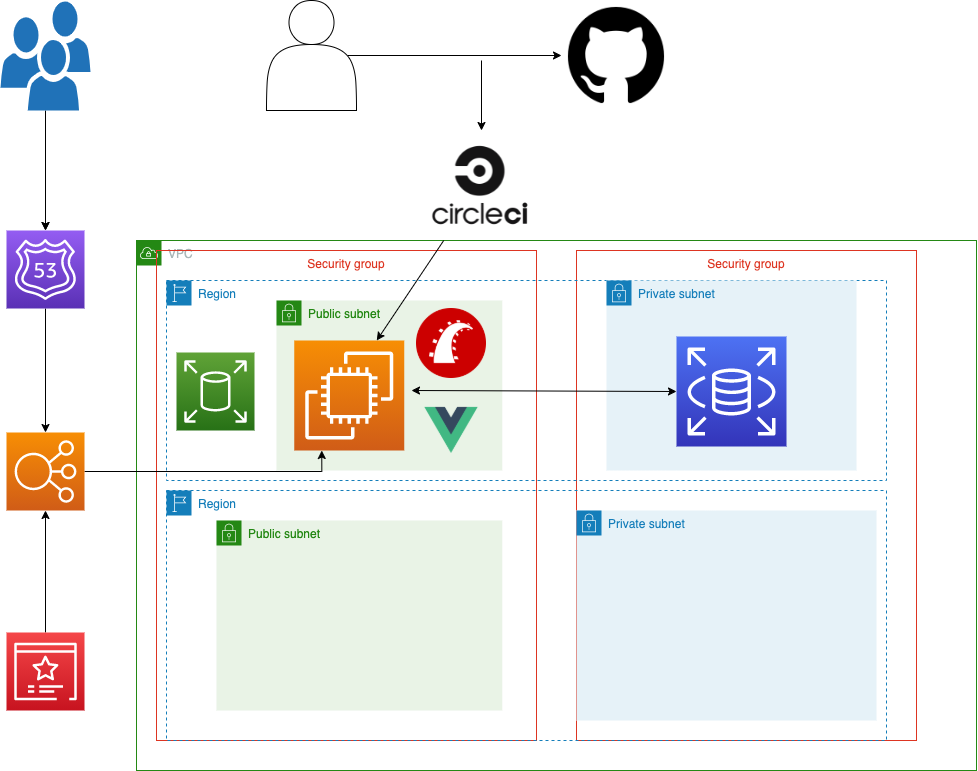 circleci
53
VPC
Security group
Security group
Region
Private subnet
Public subnet
Region
Public subnet
Private subnet